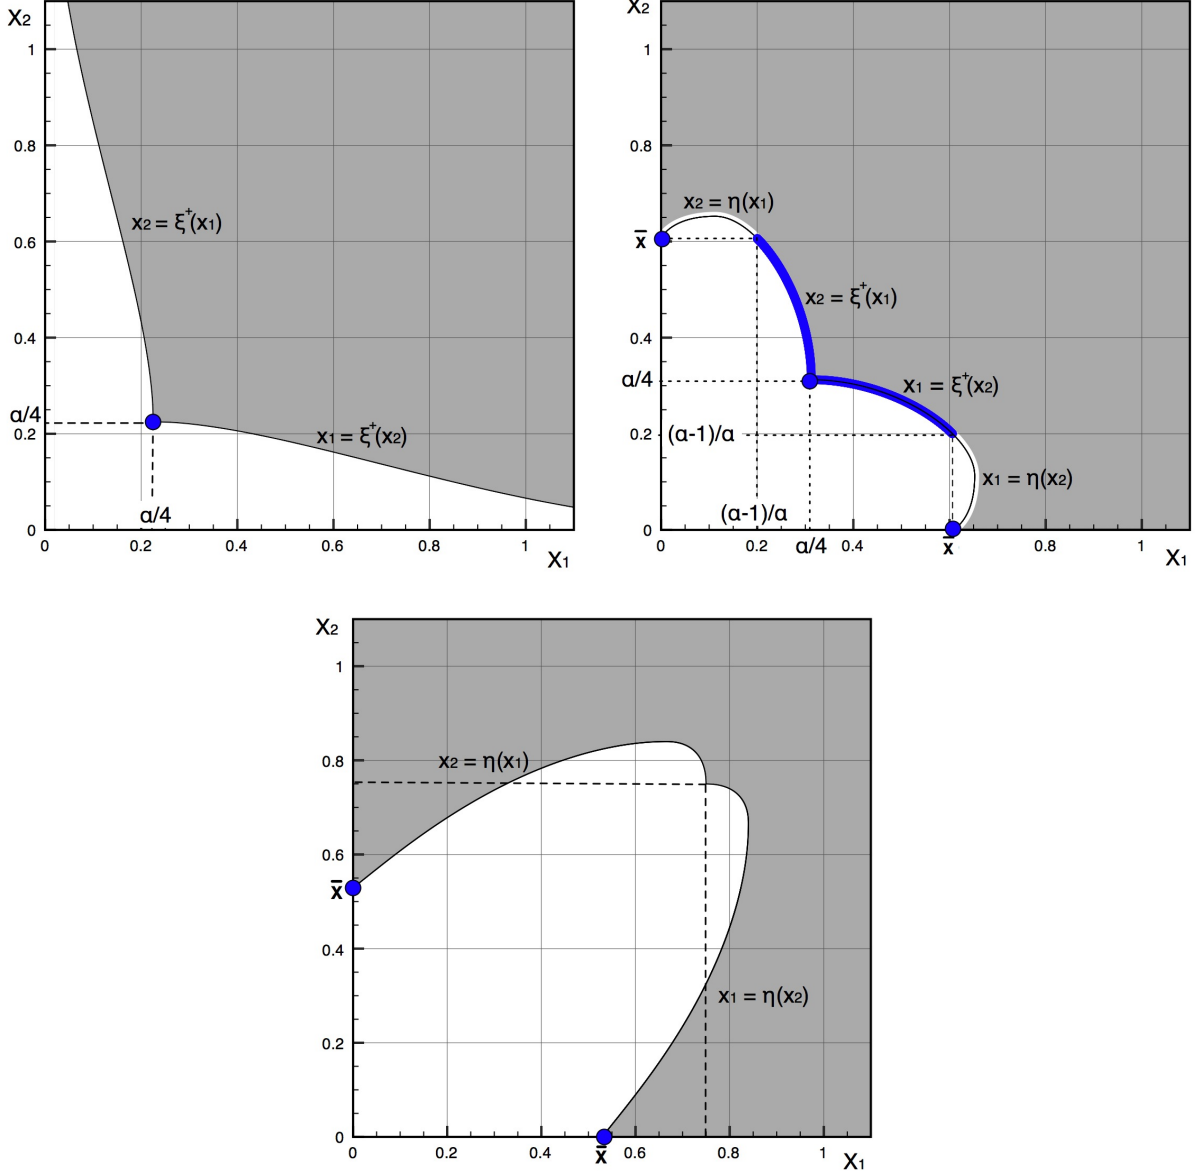 X2
1
0.8
x2 = ξ+(x1)
0.6
0.4
α/4
0.2
x1 = ξ+(x2)
α/4
0
0 0.2 0.4 0.6 0.8 1
X1
X2
1
0.8
x2 = η(x1)
x̄
0.6
x2 = ξ+(x1)
0.4
α/4
x1 = ξ+(x2)
0.2
(α-1)/α
x1 = η(x2)
(α-1)/α
0
0 0.2 α/4 0.4 x̄ 0.8 1
X1
X2
1
0.8
x2 = η(x1)
0.6
x̄
0.4
x1 = η(x2)
0.2
0
0 0.2 0.4 x̄ 0.6 0.8 1
X1